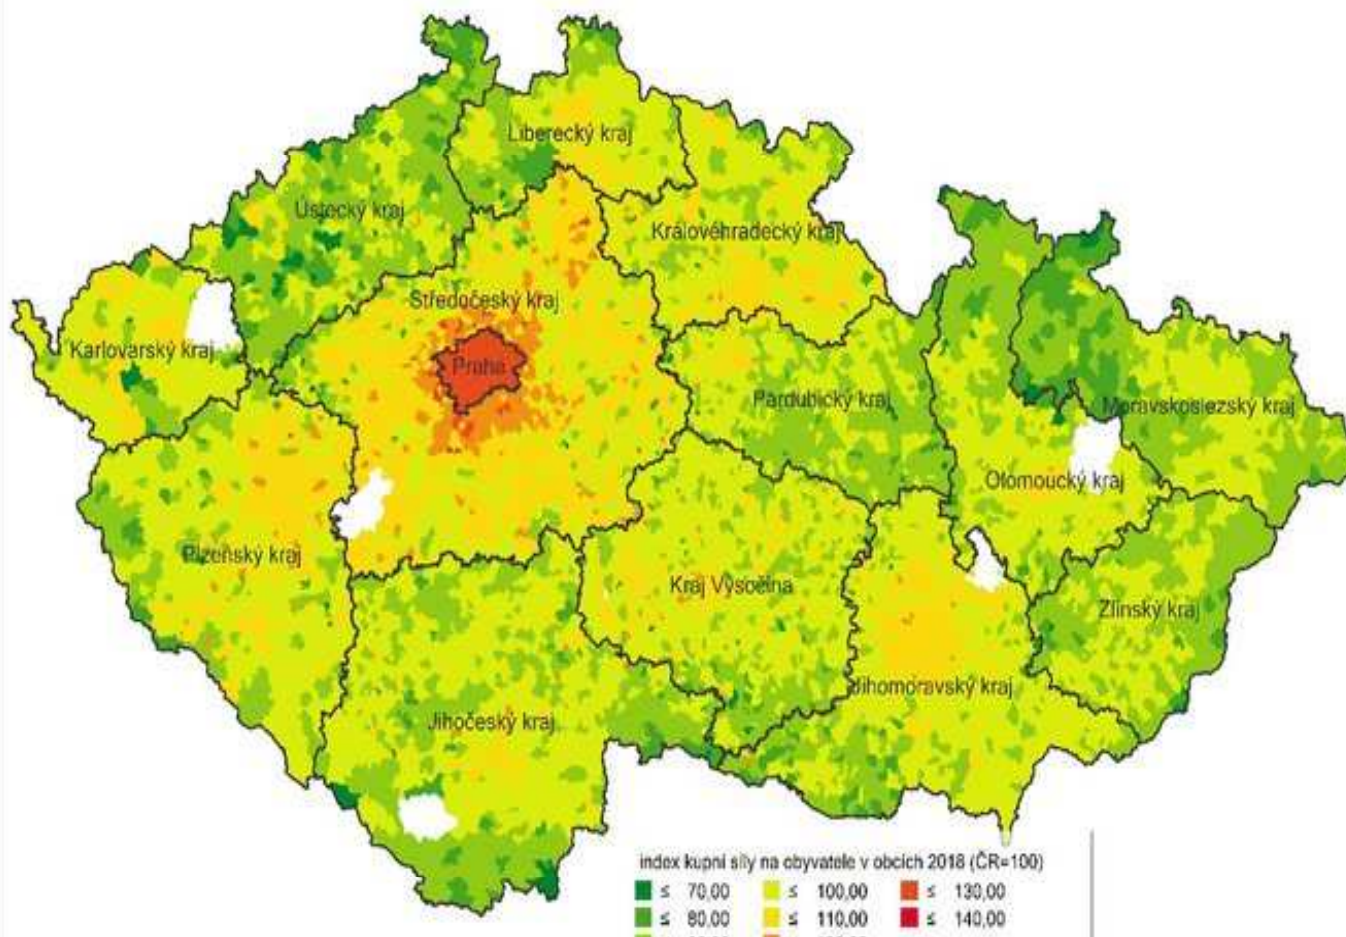 Liberecký kraj
Ústecký kraj
Královéhradecký kraj
Středočeský kraj
Karlovarský kraj
Praha
Pardubický kraj
Moravskoslezský kraj
Olomoucký kraj
Plzeňský kraj
Kraj Vysočina
Zlínský kraj
Jihomoravský kraj
Jihočeský kraj
index kupní síly na obyvatele v obcích 2018 (ČR=100)
≤ 70,00 ≤ 100,00 ≤ 130,00
≤ 80,00 ≤ 110,00 ≤ 140,00